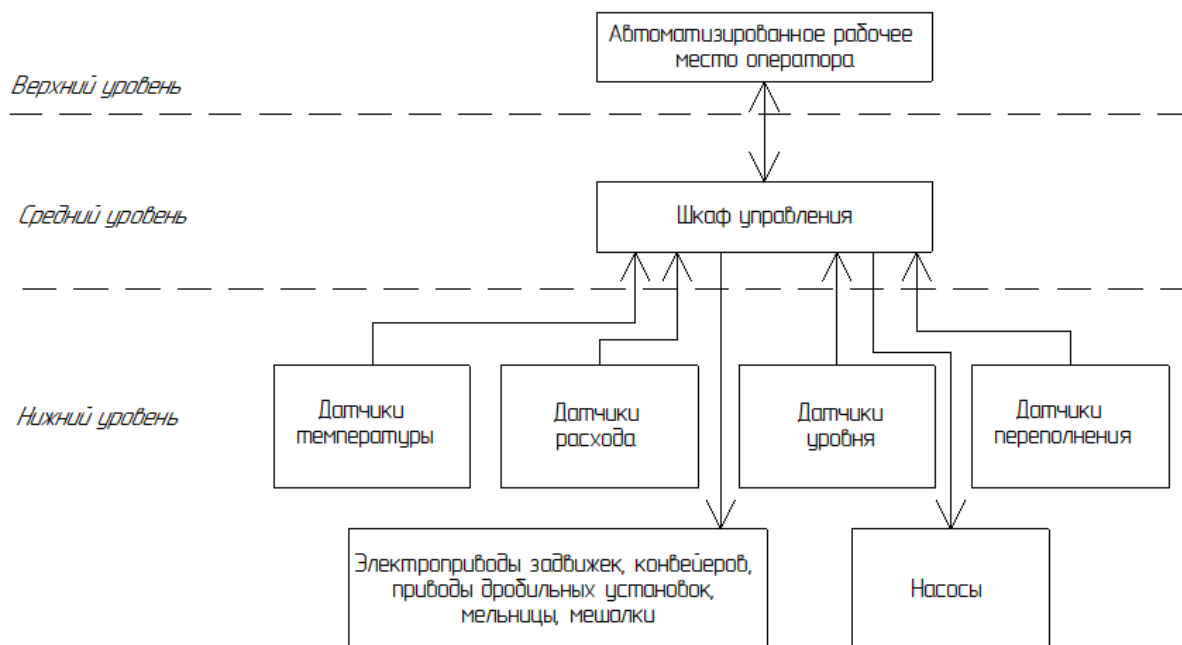 Автоматизированное рабочее
место оператора
Верхний уровень
Средний уровень
Шкаф управления
Нижний уровень
Датчики
температуры
Датчики
расхода
Датчики
уровня
Датчики
переполнения
Электроприводы задвижек, конвейеров,
приводы дробильных установок,
мельницы, мешалки
Насосы